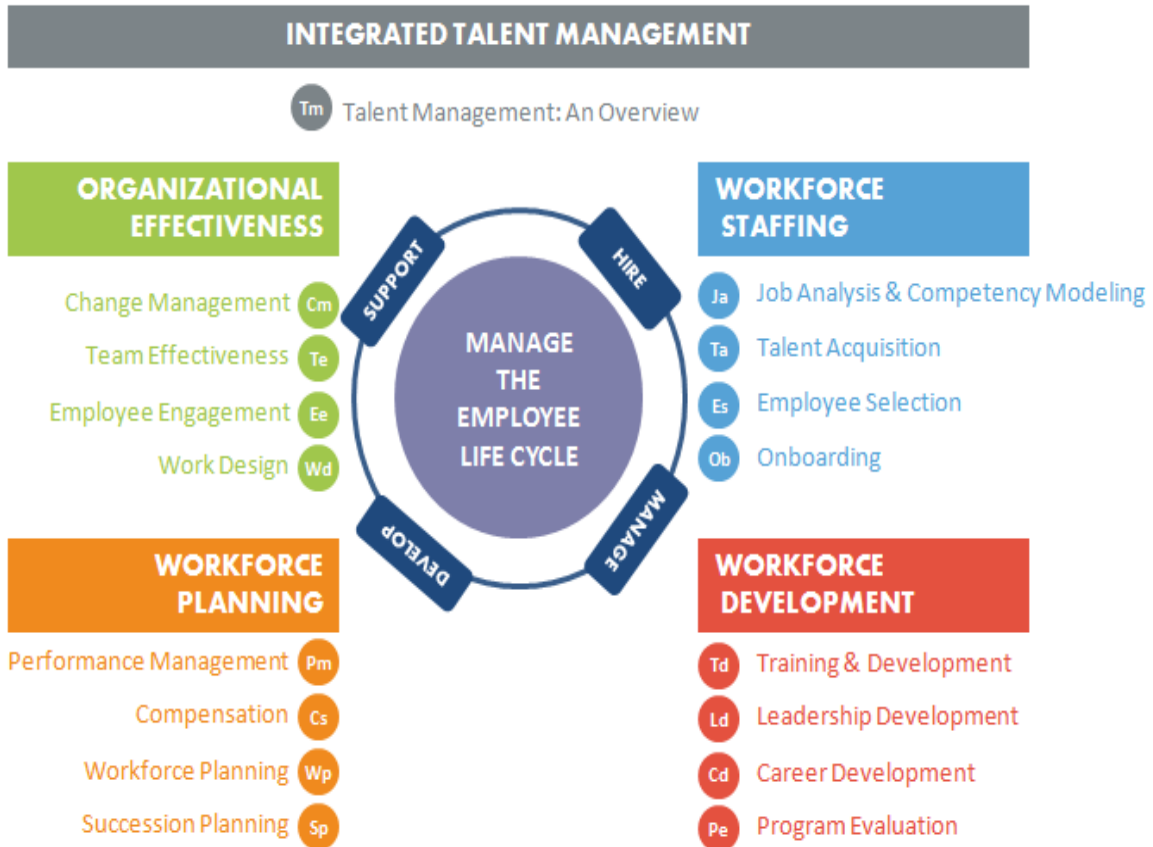 INTEGRATED TALENT MANAGEMENT
Tm Talent Management: An Overview
ORGANIZATIONAL
EFFECTIVENESS
Change Management Cm
Team Effectiveness Te
Employee Engagement Ee
Work Design Wd
SUPPORT
HIRE
MANAGE
DEVELOP
MANAGE
THE
EMPLOYEE
LIFE CYCLE
WORKFORCE
STAFFING
Ja Job Analysis & Competency Modeling
Ta Talent Acquisition
Es Employee Selection
Ob Onboarding
WORKFORCE
PLANNING
Performance Management Pm
Compensation Cs
Workforce Planning Wp
Succession Planning Sp
WORKFORCE
DEVELOPMENT
Td Training & Development
Ld Leadership Development
Cd Career Development
Pe Program Evaluation